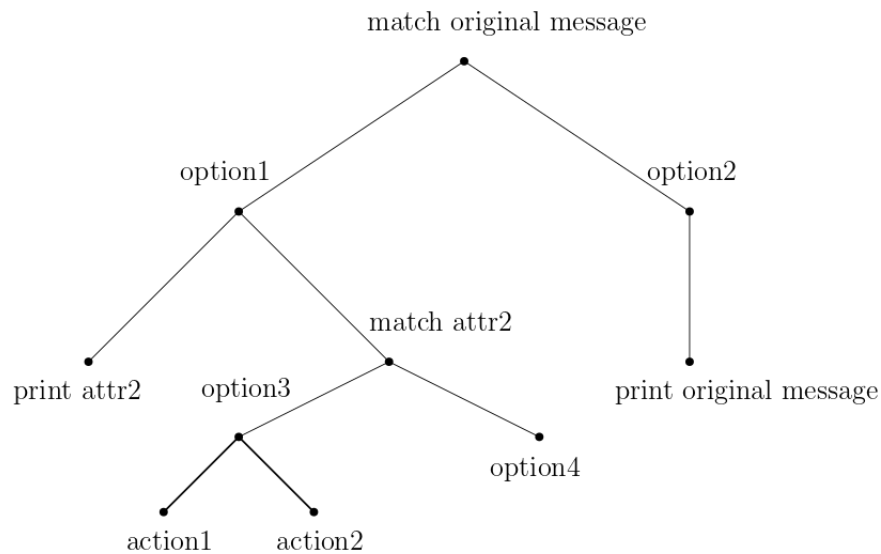 match original message
option1
option2
match attr2
print attr2
option3
print original message
option4
action1
action2